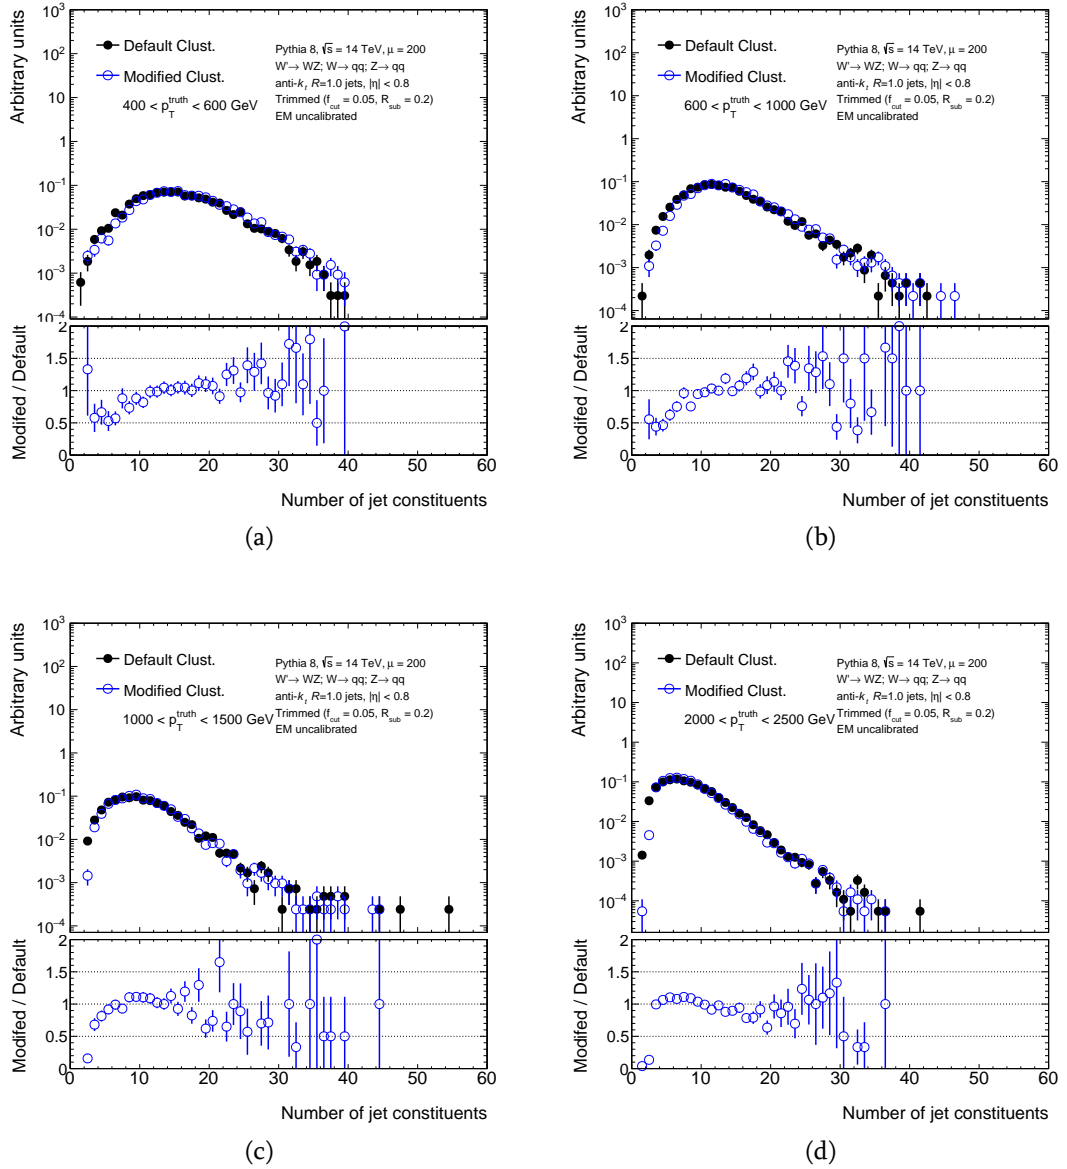 Arbitrary units
10³
10²
10
1
10⁻¹
10⁻²
10⁻³
10⁻⁴
Default Clust.
Modified Clust.
400 < p_T^truth < 600 GeV
Pythia 8, √s = 14 TeV, μ = 200
W'→ WZ; W→ qq; Z→ qq
anti-k_t R=1.0 jets, |η| < 0.8
Trimmed (f_cut = 0.05, R_sub = 0.2)
EM uncalibrated
Modifed / Default
2
1.5
1
0.5
0
0 10 20 30 40 50 60
Number of jet constituents
(a)
Arbitrary units
10³
10²
10
1
10⁻¹
10⁻²
10⁻³
10⁻⁴
Default Clust.
Modified Clust.
600 < p_T^truth < 1000 GeV
Pythia 8, √s = 14 TeV, μ = 200
W'→ WZ; W→ qq; Z→ qq
anti-k_t R=1.0 jets, |η| < 0.8
Trimmed (f_cut = 0.05, R_sub = 0.2)
EM uncalibrated
Modifed / Default
2
1.5
1
0.5
0
0 10 20 30 40 50 60
Number of jet constituents
(b)
Arbitrary units
10³
10²
10
1
10⁻¹
10⁻²
10⁻³
10⁻⁴
Default Clust.
Modified Clust.
1000 < p_T^truth < 1500 GeV
Pythia 8, √s = 14 TeV, μ = 200
W'→ WZ; W→ qq; Z→ qq
anti-k_t R=1.0 jets, |η| < 0.8
Trimmed (f_cut = 0.05, R_sub = 0.2)
EM uncalibrated
Modifed / Default
2
1.5
1
0.5
0
0 10 20 30 40 50 60
Number of jet constituents
(c)
Arbitrary units
10³
10²
10
1
10⁻¹
10⁻²
10⁻³
10⁻⁴
Default Clust.
Modified Clust.
2000 < p_T^truth < 2500 GeV
Pythia 8, √s = 14 TeV, μ = 200
W'→ WZ; W→ qq; Z→ qq
anti-k_t R=1.0 jets, |η| < 0.8
Trimmed (f_cut = 0.05, R_sub = 0.2)
EM uncalibrated
Modifed / Default
2
1.5
1
0.5
0
0 10 20 30 40 50 60
Number of jet constituents
(d)